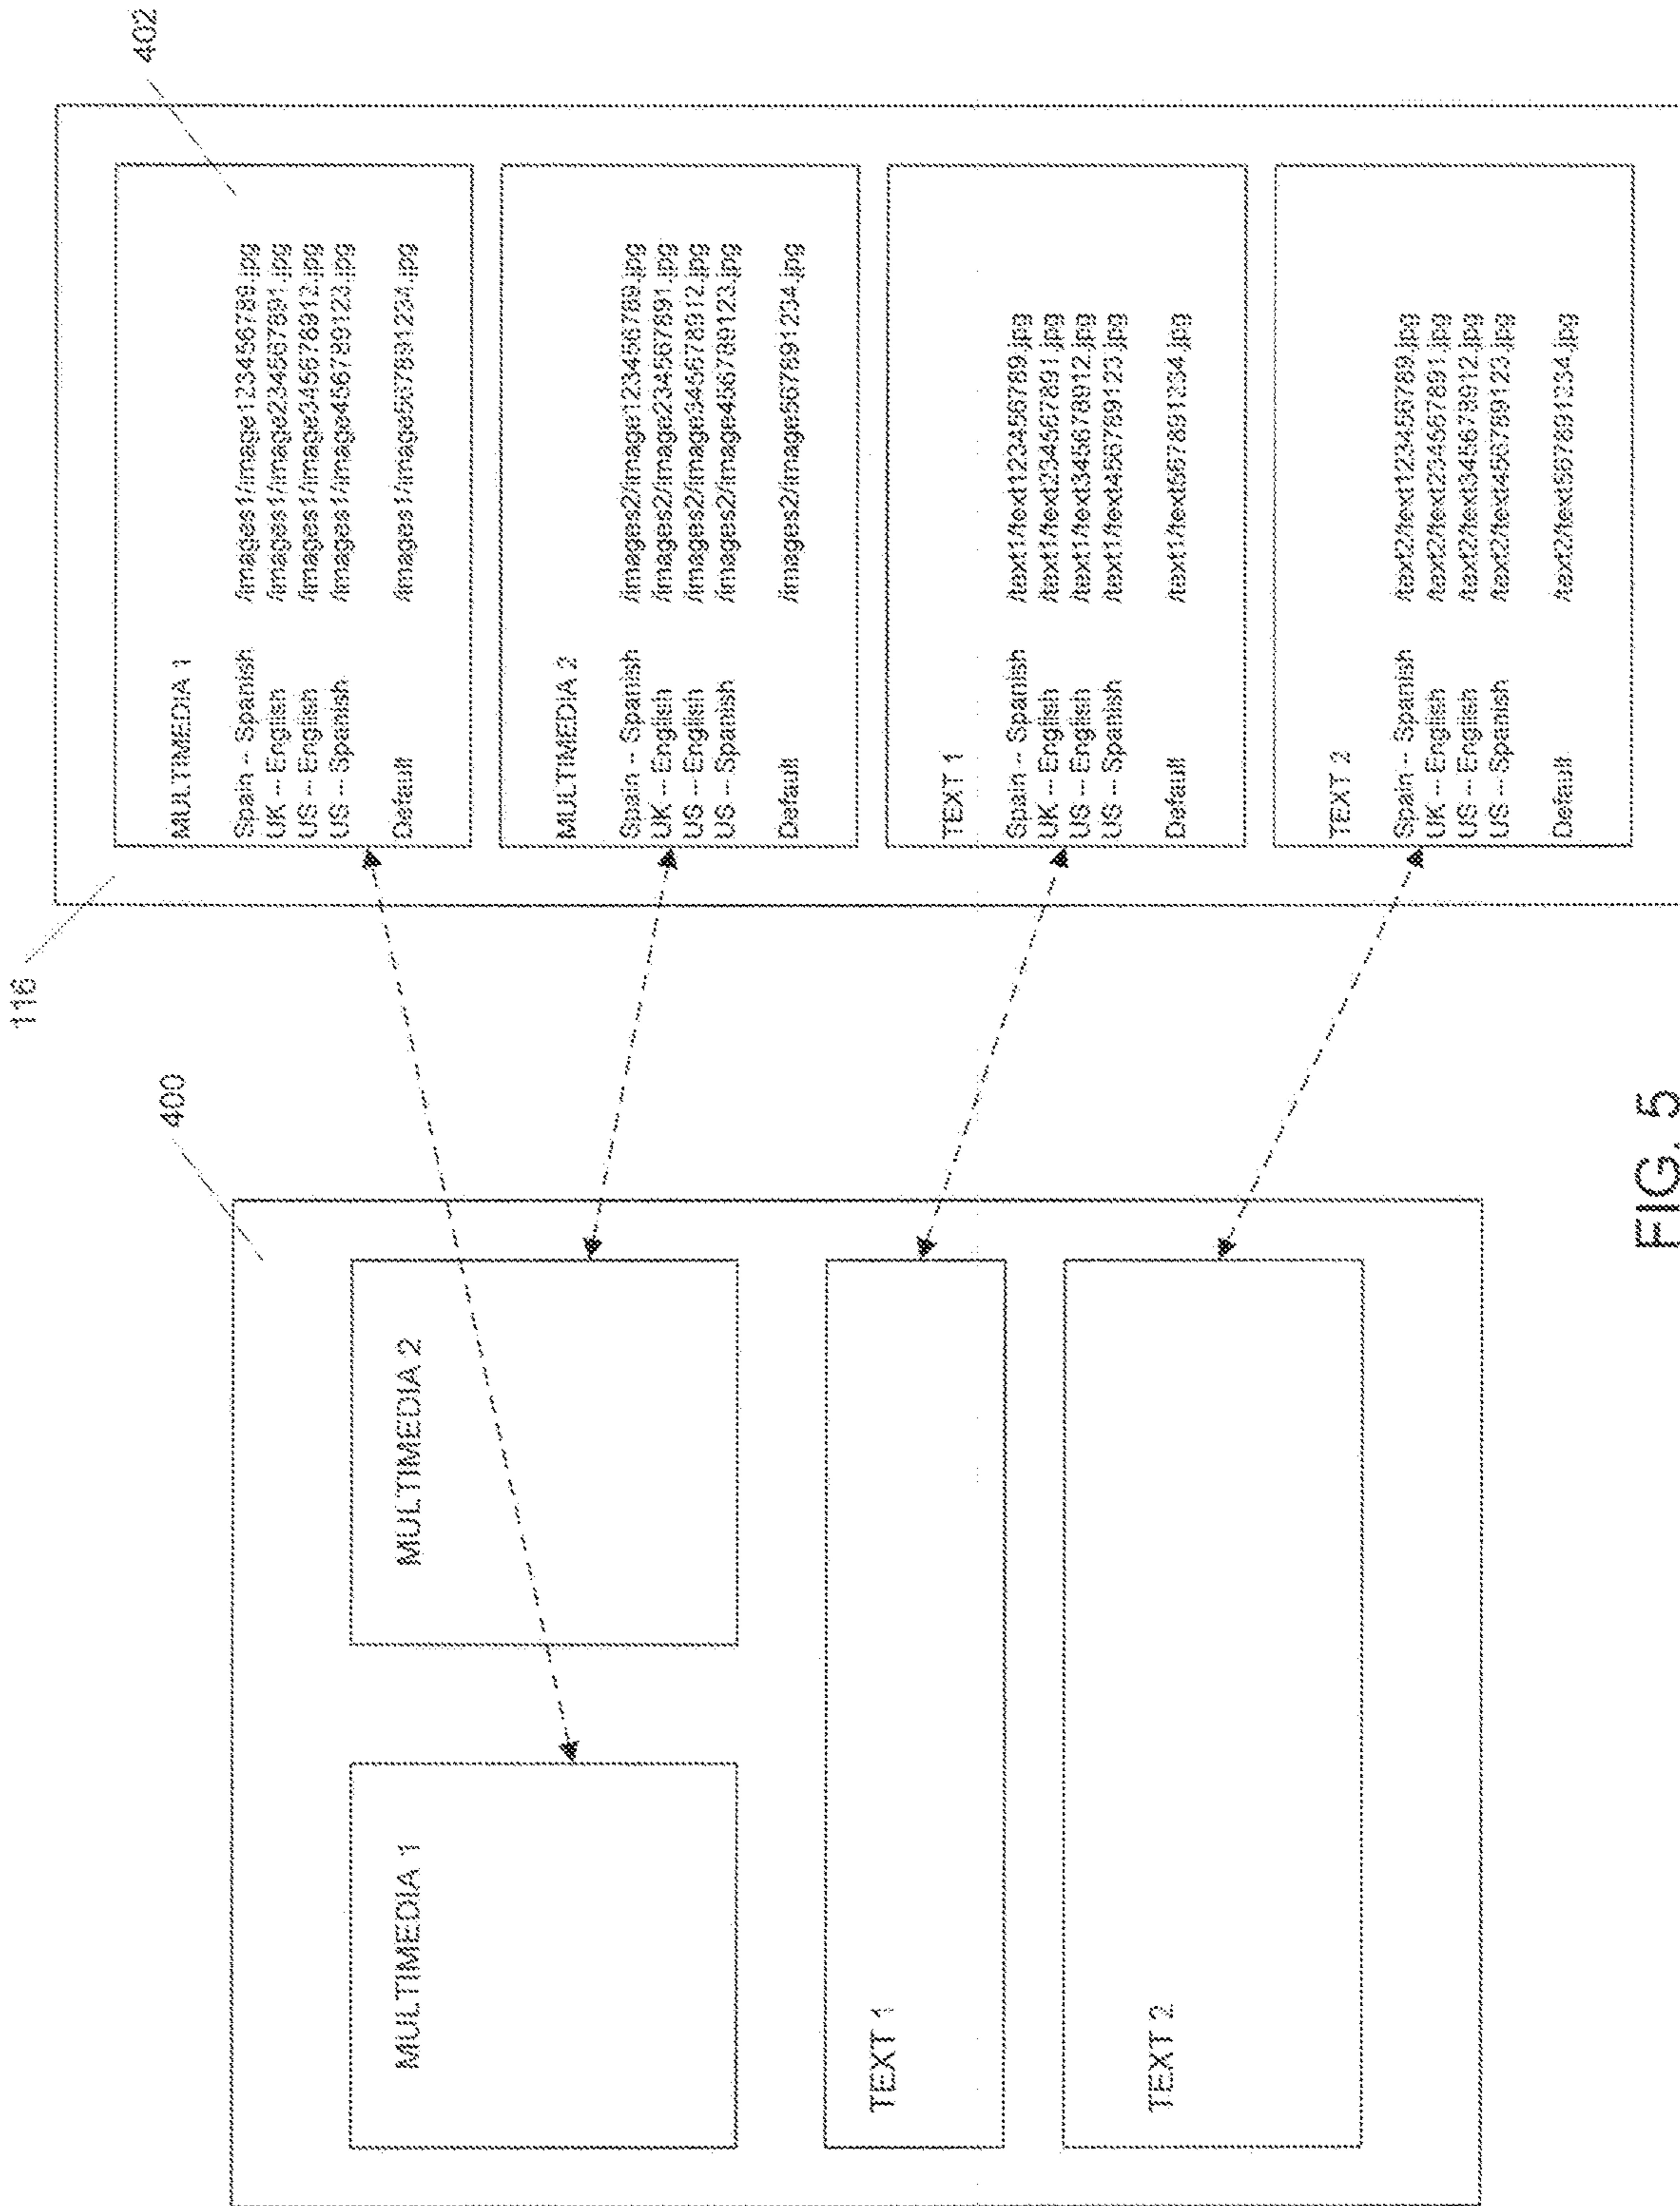 400
MULTIMEDIA 1
MULTIMEDIA 2
TEXT 1
TEXT 2
116
402
MULTIMEDIA 1
Spain -- Spanish /images1/image123456789.jpg
UK -- English /images1/image234567891.jpg
US -- English /images1/image345678912.jpg
US -- Spanish /images1/image456789123.jpg
Default /images1/image567891234.jpg
MULTIMEDIA 2
Spain -- Spanish /images2/image123456789.jpg
UK -- English /images2/image234567891.jpg
US -- English /images2/image345678912.jpg
US -- Spanish /images2/image456789123.jpg
Default /images2/image567891234.jpg
TEXT 1
Spain -- Spanish /text1/text123456789.jpg
UK -- English /text1/text234567891.jpg
US -- English /text1/text345678912.jpg
US -- Spanish /text1/text456789123.jpg
Default /text1/text567891234.jpg
TEXT 2
Spain -- Spanish /text2/text123456789.jpg
UK -- English /text2/text234567891.jpg
US -- English /text2/text345678912.jpg
US -- Spanish /text2/text456789123.jpg
Default /text2/text567891234.jpg
FIG. 5